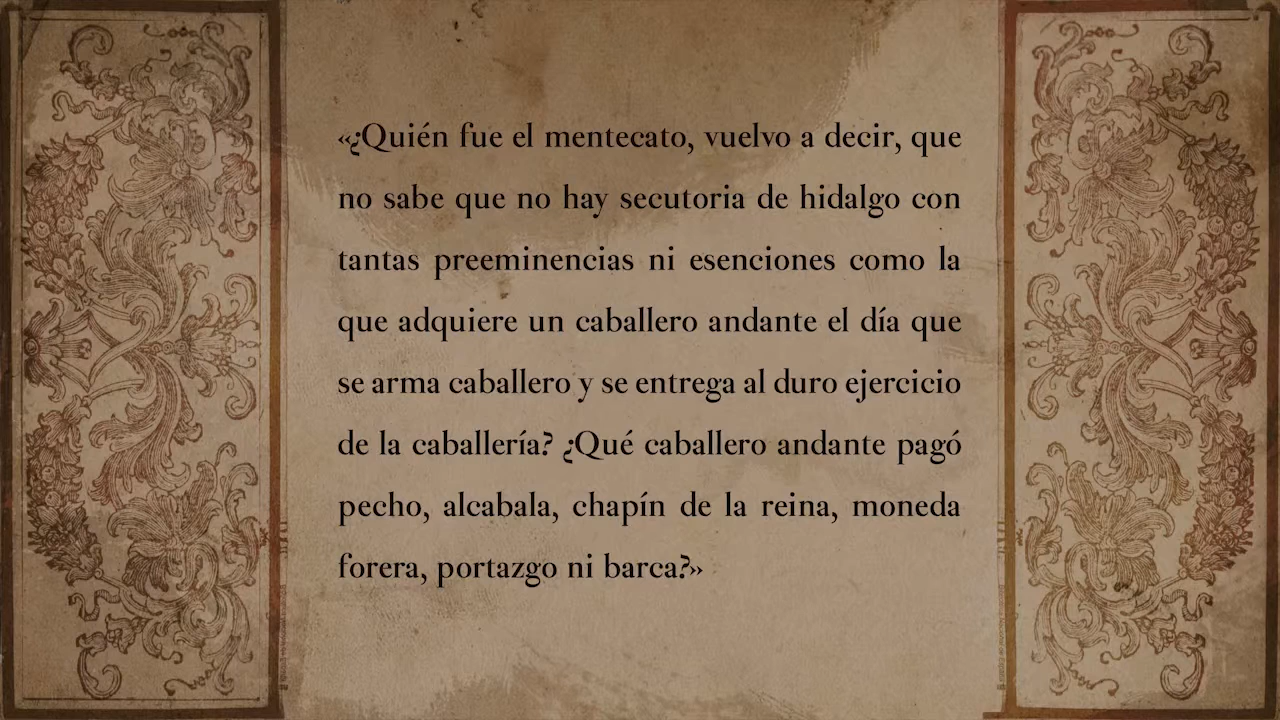 «¿Quién fue el mentecato, vuelvo a decir, que
no sabe que no hay secutoria de hidalgo con
tantas preeminencias ni esenciones como la
que adquiere un caballero andante el día que
se arma caballero y se entrega al duro ejercicio
de la caballería? ¿Qué caballero andante pagó
pecho, alcabala, chapín de la reina, moneda
forera, portazgo ni barca?»